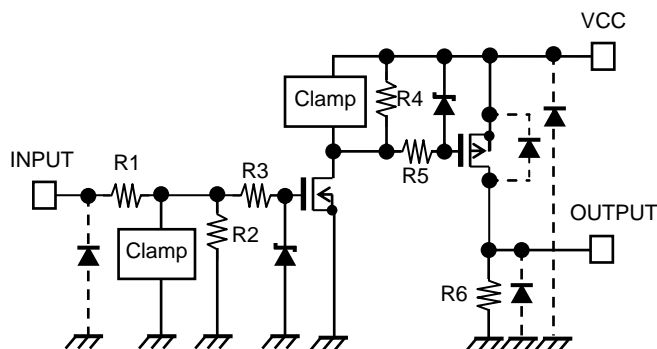 VCC
Clamp
R4
INPUT
R1
R3
R5
OUTPUT
Clamp
R2
R6